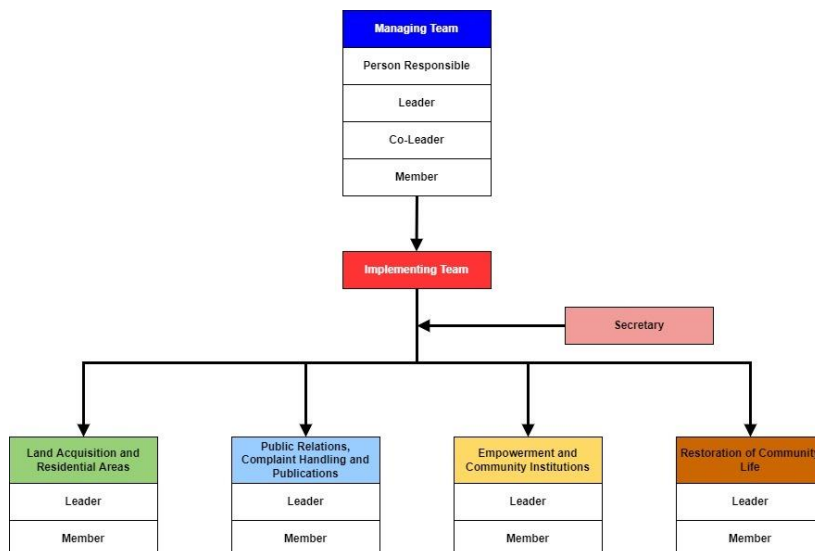 Managing Team
Person Responsible
Leader
Co-Leader
Member
Implementing Team
Secretary
Land Acquisition and
Residential Areas
Leader
Member
Public Relations,
Complaint Handling and
Publications
Leader
Member
Empowerment and
Community Institutions
Leader
Member
Restoration of Community
Life
Leader
Member